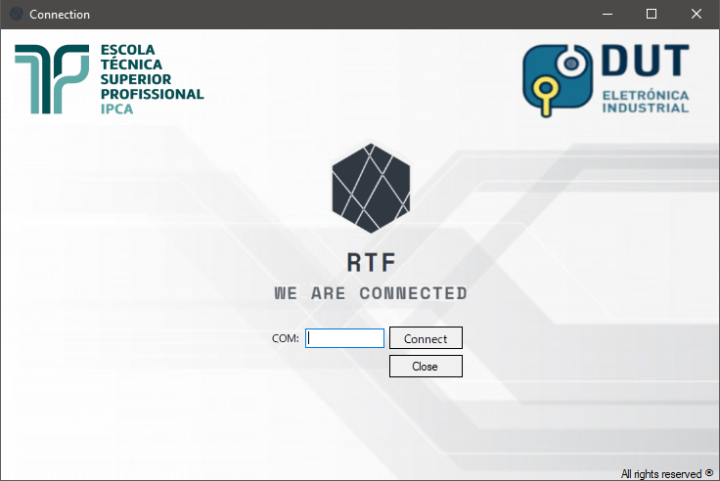 Connection
ESCOLA
TÉCNICA
SUPERIOR
PROFISSIONAL
IPCA
DUT
ELETRÓNICA
INDUSTRIAL
RTF
WE ARE CONNECTED
COM:
Connect
Close
All rights reserved ®